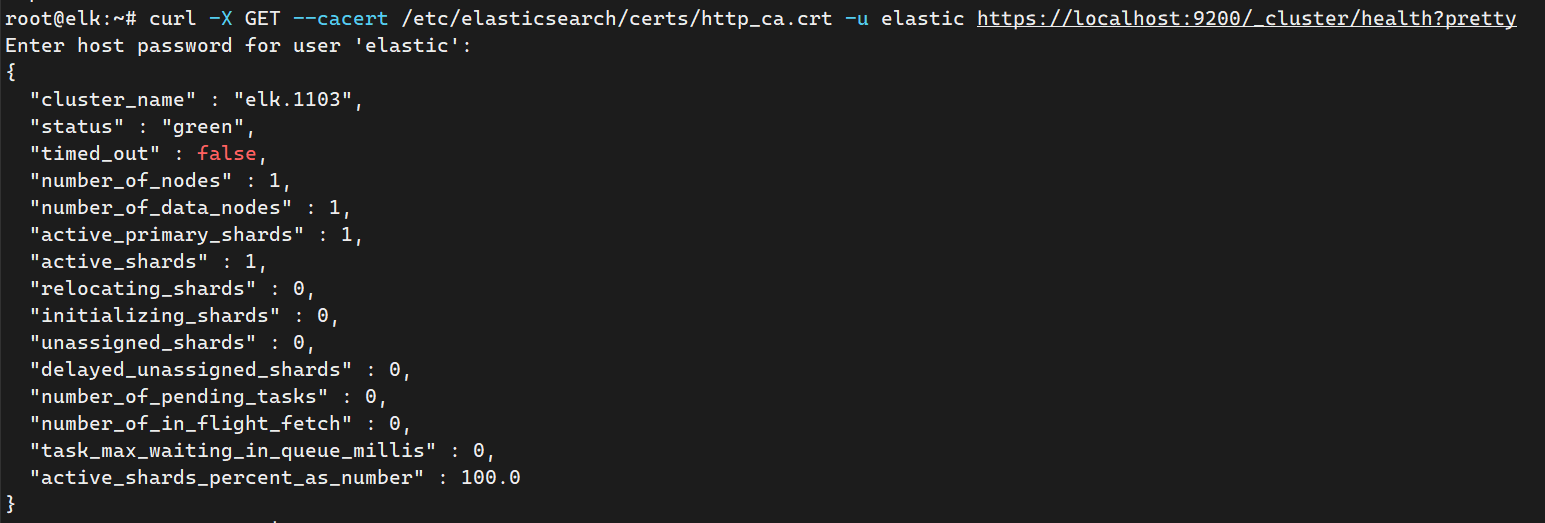 root@elk:~# curl -X GET --cacert /etc/elasticsearch/certs/http_ca.crt -u elastic https://localhost:9200/_cluster/health?pretty
Enter host password for user 'elastic':
{
  "cluster_name" : "elk.1103",
  "status" : "green",
  "timed_out" : false,
  "number_of_nodes" : 1,
  "number_of_data_nodes" : 1,
  "active_primary_shards" : 1,
  "active_shards" : 1,
  "relocating_shards" : 0,
  "initializing_shards" : 0,
  "unassigned_shards" : 0,
  "delayed_unassigned_shards" : 0,
  "number_of_pending_tasks" : 0,
  "number_of_in_flight_fetch" : 0,
  "task_max_waiting_in_queue_millis" : 0,
  "active_shards_percent_as_number" : 100.0
}